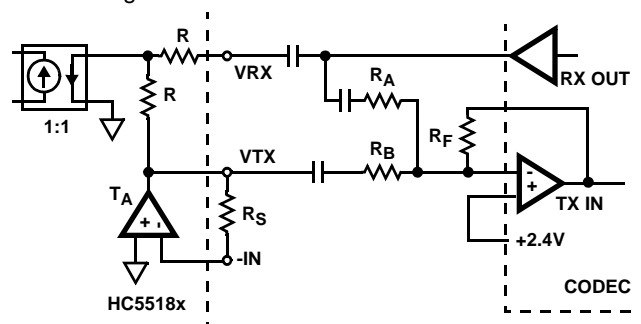 R
VRX
RX OUT
R
1:1
RA
RF
VTX
RB
TA
+ -
RS
-
+
TX IN
-IN
+2.4V
HC5518x
CODEC